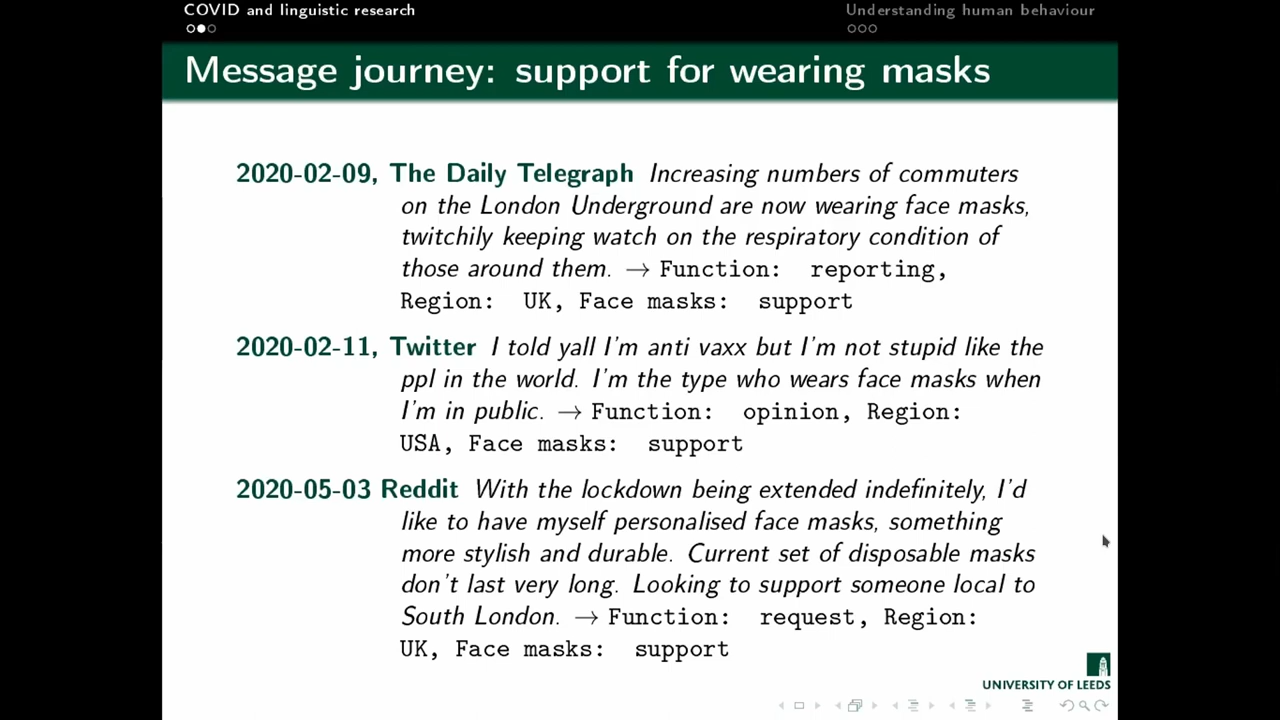 COVID and linguistic research
Understanding human behaviour
Message journey: support for wearing masks
2020-02-09, The Daily Telegraph Increasing numbers of commuters
on the London Underground are now wearing face masks,
twitchily keeping watch on the respiratory condition of
those around them. → Function: reporting,
Region: UK, Face masks: support
2020-02-11, Twitter I told yall I'm anti vaxx but I'm not stupid like the
ppl in the world. I'm the type who wears face masks when
I'm in public. → Function: opinion, Region:
USA, Face masks: support
2020-05-03 Reddit With the lockdown being extended indefinitely, I'd
like to have myself personalised face masks, something
more stylish and durable. Current set of disposable masks
don't last very long. Looking to support someone local to
South London. → Function: request, Region:
UK, Face masks: support
UNIVERSITY OF LEEDS